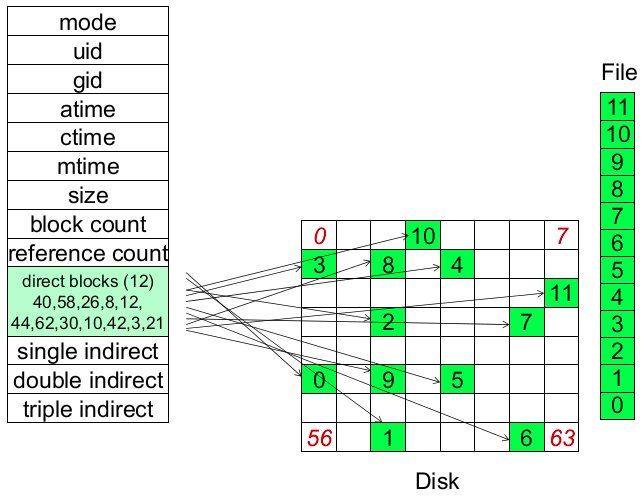 mode
uid
gid
atime
ctime
mtime
size
block count
reference count
direct blocks (12)
40,58,26,8,12,
44,62,30,10,42,3,21
single indirect
double indirect
triple indirect
0 10 7
3 8 4
11
2 7
0 9 5
56 1 6 63
Disk
File
11
10
9
8
7
6
5
4
3
2
1
0